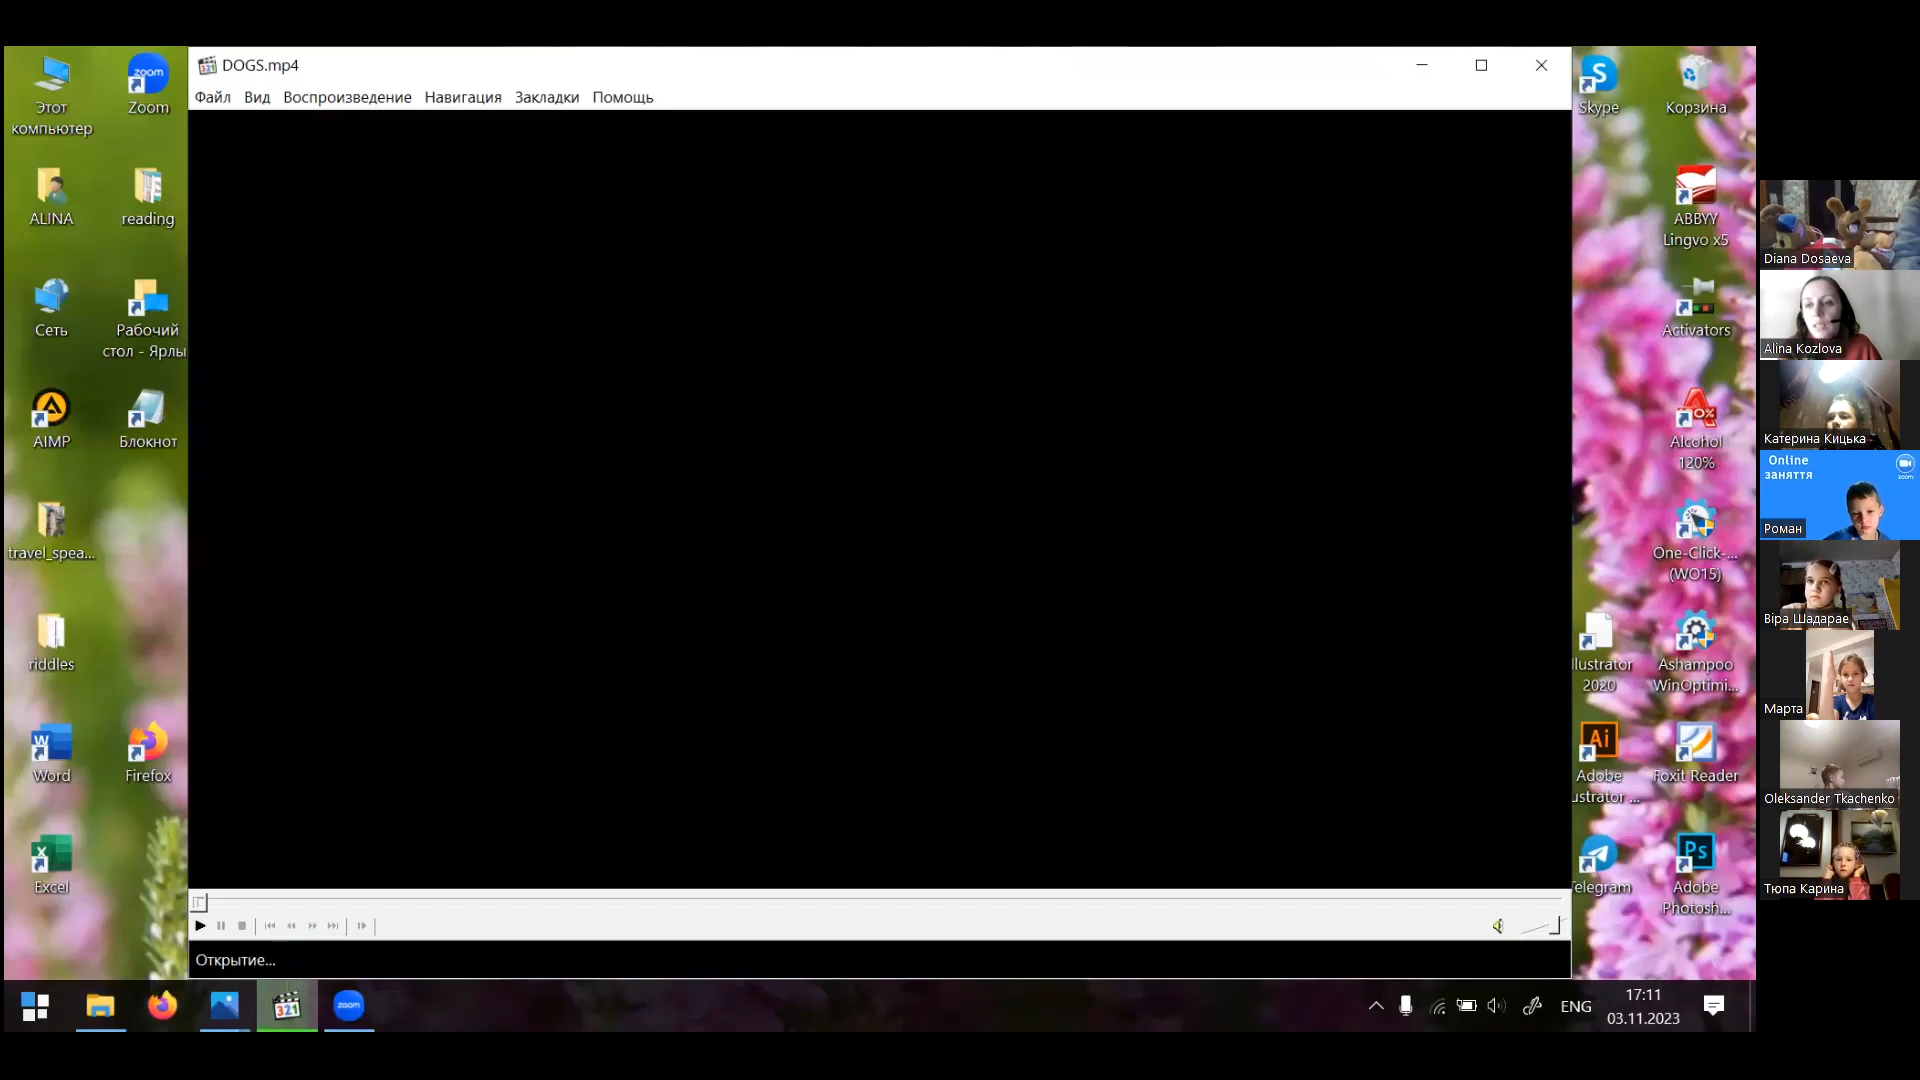 DOGS.mp4
Файл Вид Воспроизведение Навигация Закладки Помощь
Этот
компьютер
Zoom
ALINA
reading
Сеть
Рабочий
стол - Ярлы
AIMP
Блокнот
travel_spea...
riddles
Word
Firefox
Excel
Открытие...
Skype
Корзина
ABBYY
Lingvo x5
Activators
Alcohol
120%
One-Click-...
(WO15)
llustrator
2020
Ashampoo
WinOptimi...
Adobe
ustrator ...
Foxit Reader
Telegram
Adobe
Photosh...
Diana Dosaeva
Alina Kozlova
Катерина Кицька
Online
заняття
zoom
Роман
Віра Шадарає
Марта
Oleksander Tkachenko
Тюпа Карина
321
zoom
ENG
17:11
03.11.2023